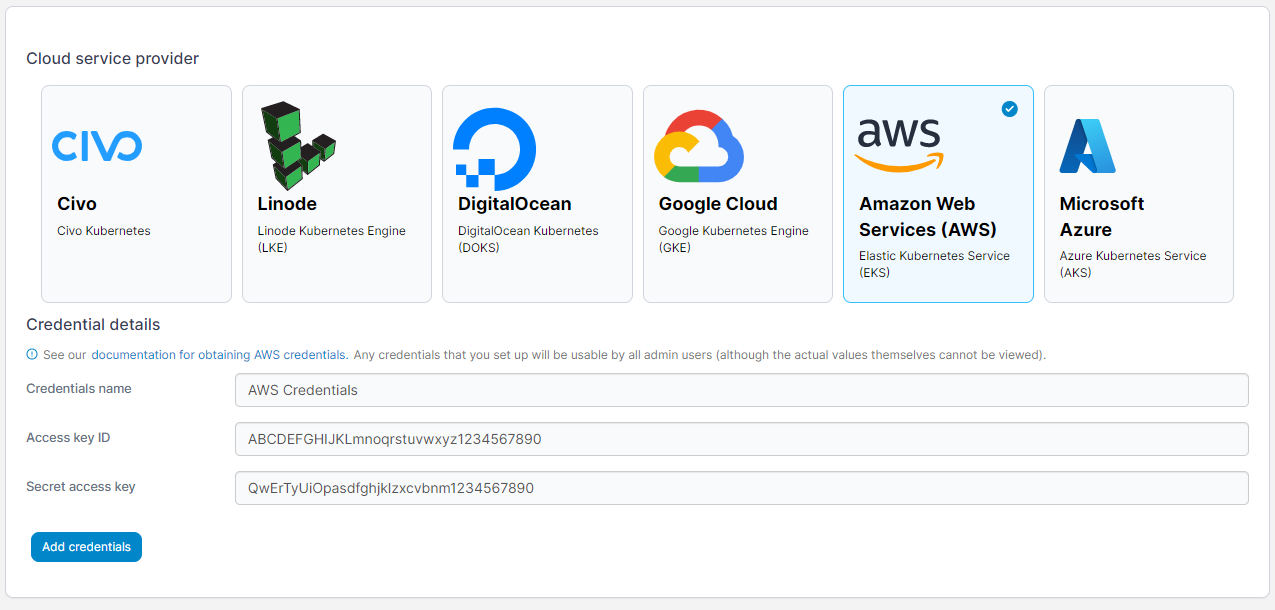 Cloud service provider
CIVO
aws
Civo
Linode
DigitalOcean
Google Cloud
Amazon Web
Services (AWS)
Microsoft
Azure
Civo Kubernetes
Linode Kubernetes Engine
(LKE)
DigitalOcean Kubernetes
(DOKS)
Google Kubernetes Engine
(GKE)
Elastic Kubernetes Service
(EKS)
Azure Kubernetes Service
(AKS)
Credential details
See our documentation for obtaining AWS credentials. Any credentials that you set up will be usable by all admin users (although the actual values themselves cannot be viewed).
Credentials name
AWS Credentials
Access key ID
ABCDEFGHIJKLmnoqrstuvwxyz1234567890
Secret access key
QwErTyUiOpasdfghjklzxcvbnm1234567890
Add credentials